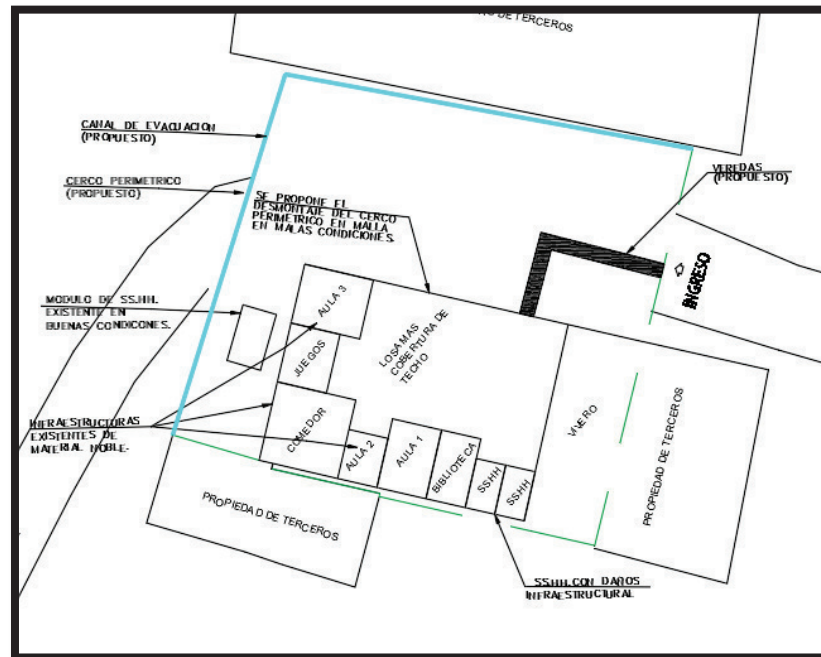 DE TERCEROS
CANAL DE EVACUACION
(PROPUESTO)
VEREDAS
(PROPUESTO)
CERCO PERIMETRICO
(PROPUESTO)
SE PROPONE EL
DESMONTAJE DEL CERCO
PERIMETRICO EN MALLA
EN MALAS CONDICIONES.
INGRESO
MODULO DE SS.HH.
EXISTENTE EN
BUENAS CONDICONES.
AULA 3
LOSA MAS
COBERTURA DE
TECHO
JUEGOS
INFRAESTRUCTURAS
EXISTENTES DE
MATERIAL NOBLE-
COMEDOR
AULA 2
AULA 1
BIBLIOTECA
SSHH
SSHH
VIVERO
PROPIEDAD DE TERCEROS
PROPIEDAD DE TERCEROS
SS.HH. CON DAÑOS
INFRAESTRUCTURAL